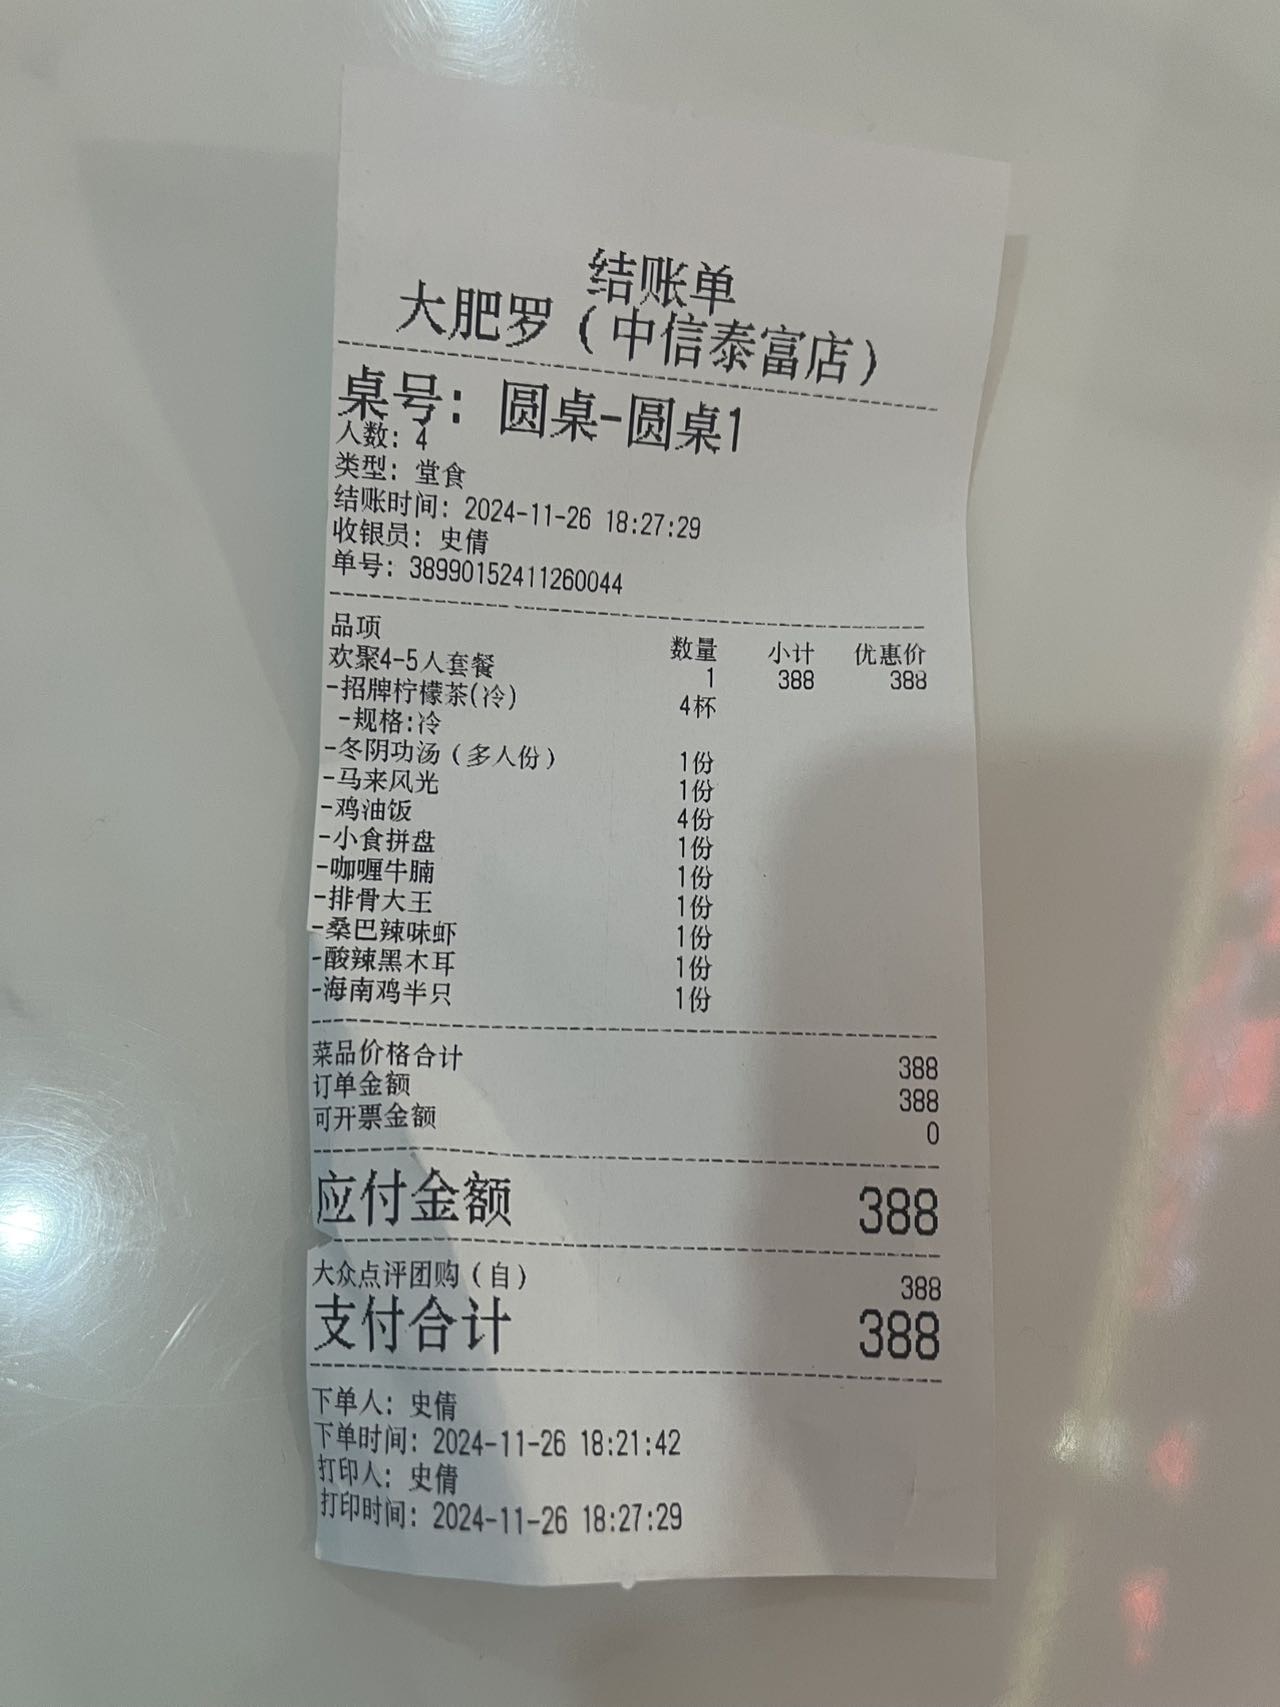 结账单
大肥罗（中信泰富店）
桌号：圆桌-圆桌1
人数：4
类型：堂食
结账时间：2024-11-26 18:27:29
收银员：史倩
单号：38990152411260044
品项 数量 小计 优惠价
欢聚4-5人套餐 1 388 388
-招牌柠檬茶(冷) 4杯
-规格:冷
-冬阴功汤（多人份） 1份
-马来风光 1份
-鸡油饭 4份
-小食拼盘 1份
-咖喱牛腩 1份
-排骨大王 1份
-桑巴辣味虾 1份
-酸辣黑木耳 1份
-海南鸡半只 1份
菜品价格合计 388
订单金额 388
可开票金额 0
应付金额 388
大众点评团购（自） 388
支付合计 388
下单人：史倩
下单时间：2024-11-26 18:21:42
打印人：史倩
打印时间：2024-11-26 18:27:29